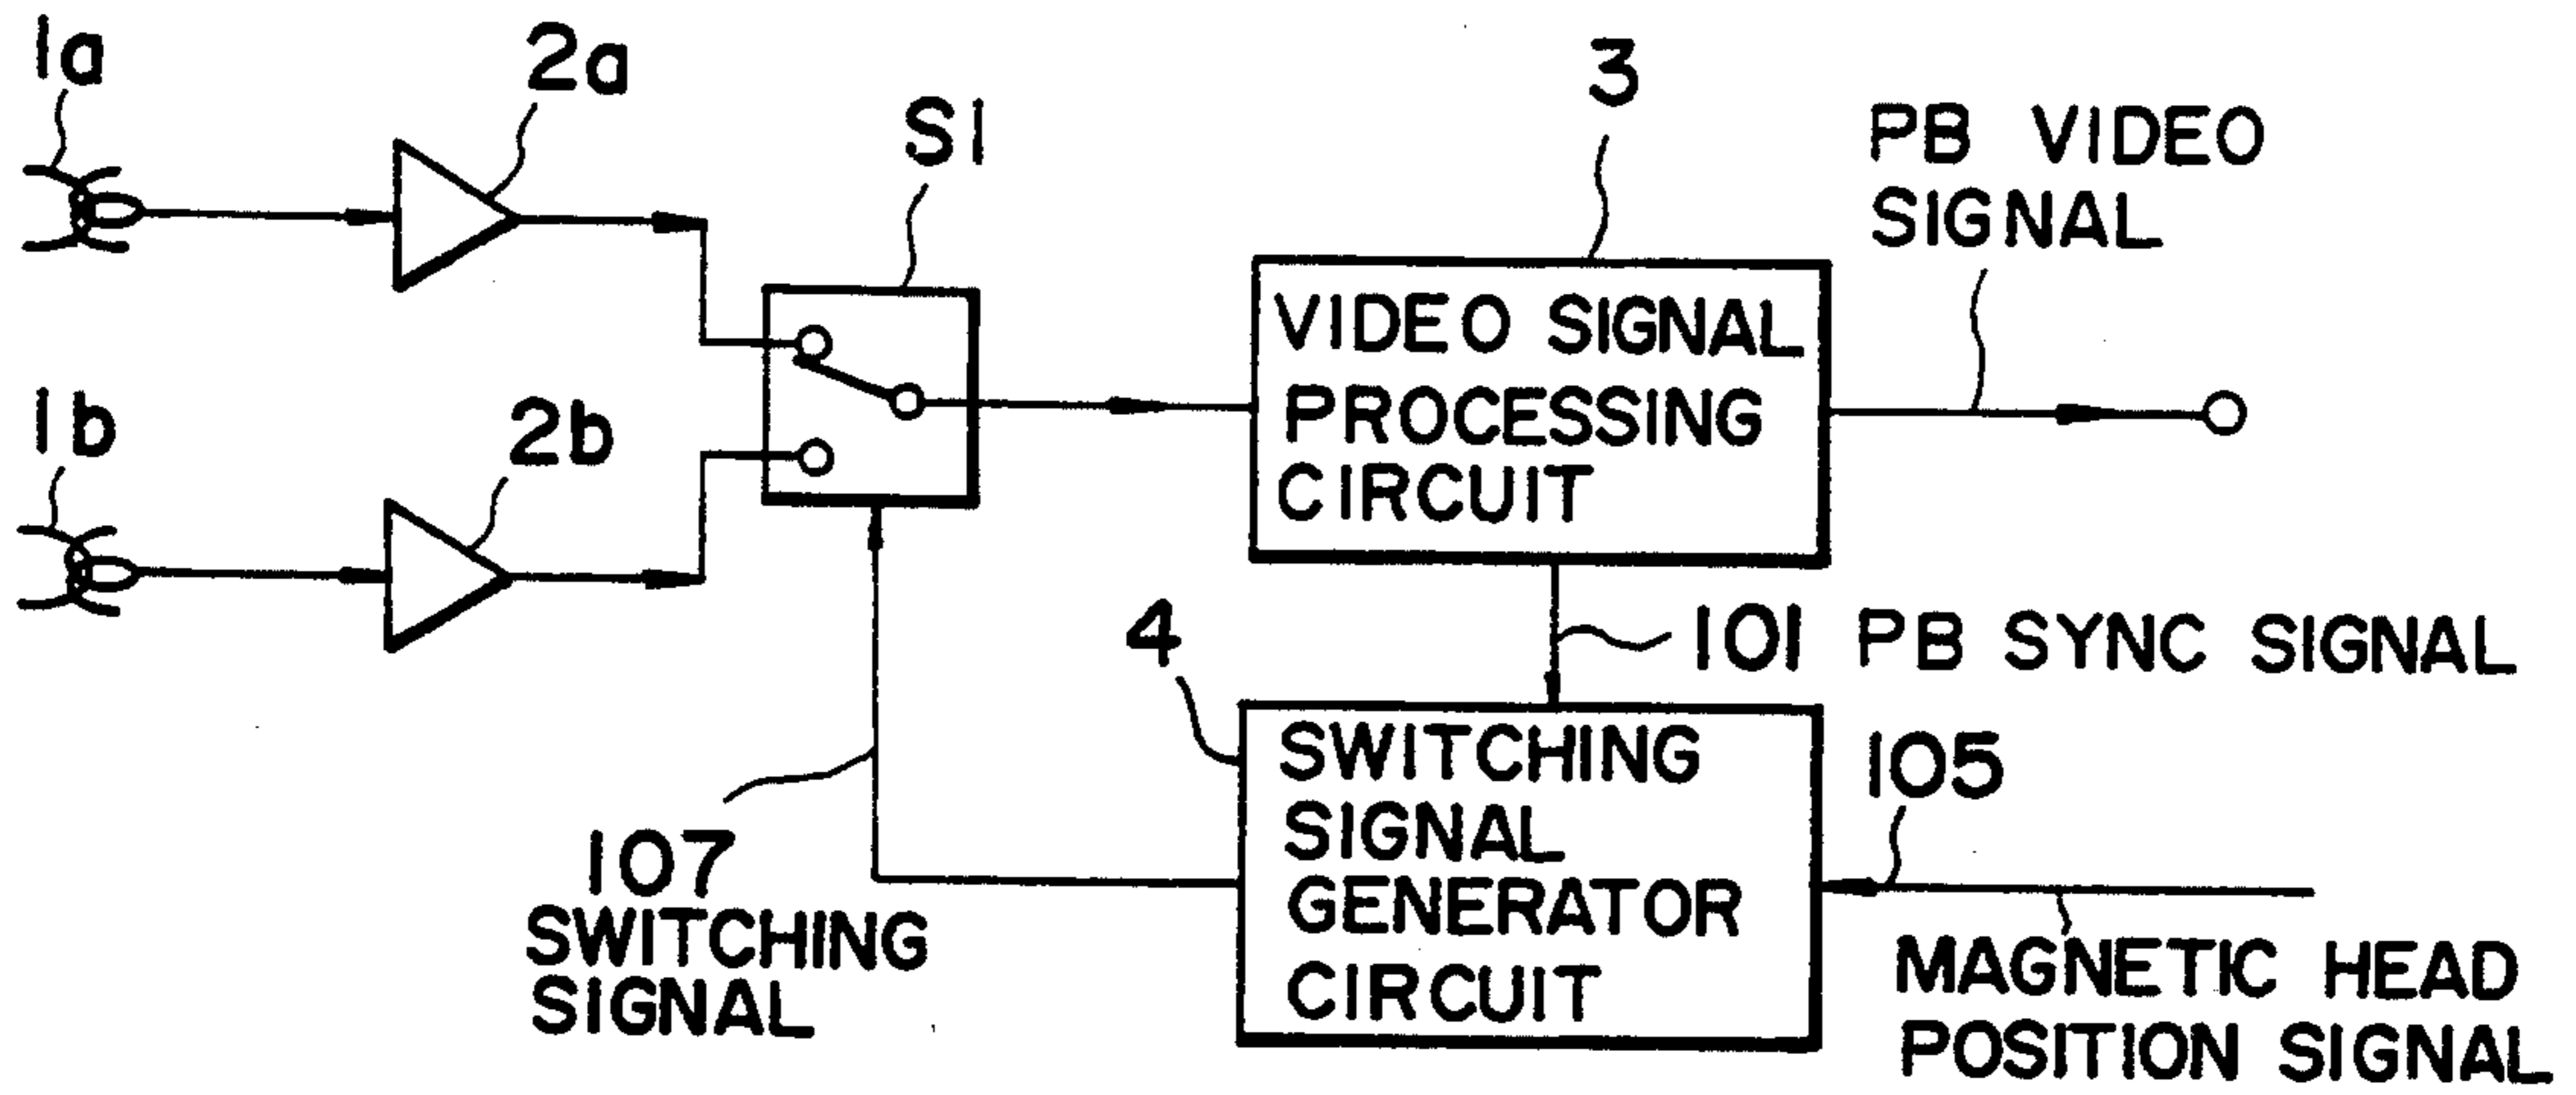 1a
2a
S1
3
PB VIDEO
SIGNAL
VIDEO SIGNAL
PROCESSING
CIRCUIT
1b
2b
101 PB SYNC SIGNAL
4
SWITCHING
SIGNAL
GENERATOR
CIRCUIT
105
107
SWITCHING
SIGNAL
MAGNETIC HEAD
POSITION SIGNAL